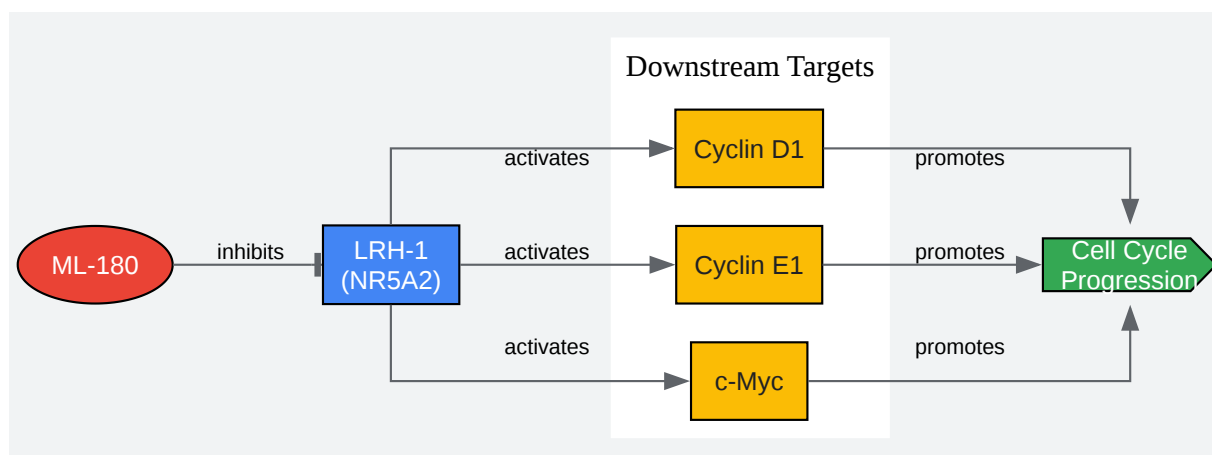 Downstream Targets
activates
Cyclin D1
promotes
ML-180
inhibits
LRH-1
(NR5A2)
activates
Cyclin E1
promotes
Cell Cycle
Progression
activates
c-Myc
promotes